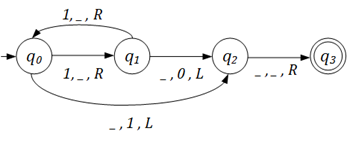 1, _ , R
q0 q1 q2 q3
1, _ , R _ , 0, L _ , _ , R
_ , 1 , L